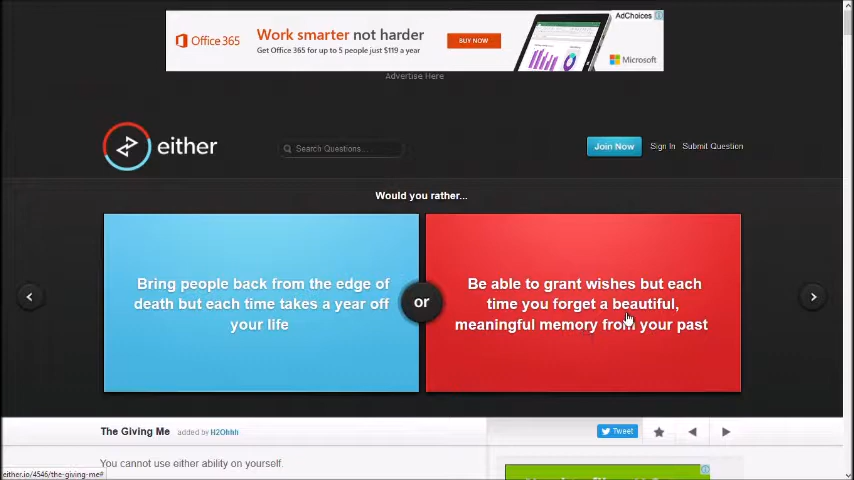 Office 365
Work smarter not harder
Get Office 365 for up to 5 people just $119 a year
BUY NOW
AdChoices
Microsoft
Advertise Here
either
Search Questions...
Join Now
Sign In
Submit Question
Would you rather...
Bring people back from the edge of
death but each time takes a year off
your life
or
Be able to grant wishes but each
time you forget a beautiful,
meaningful memory from your past
The Giving Me added by H2Ohhh
Tweet
You cannot use either ability on yourself.
either.io/4546/the-giving-me#